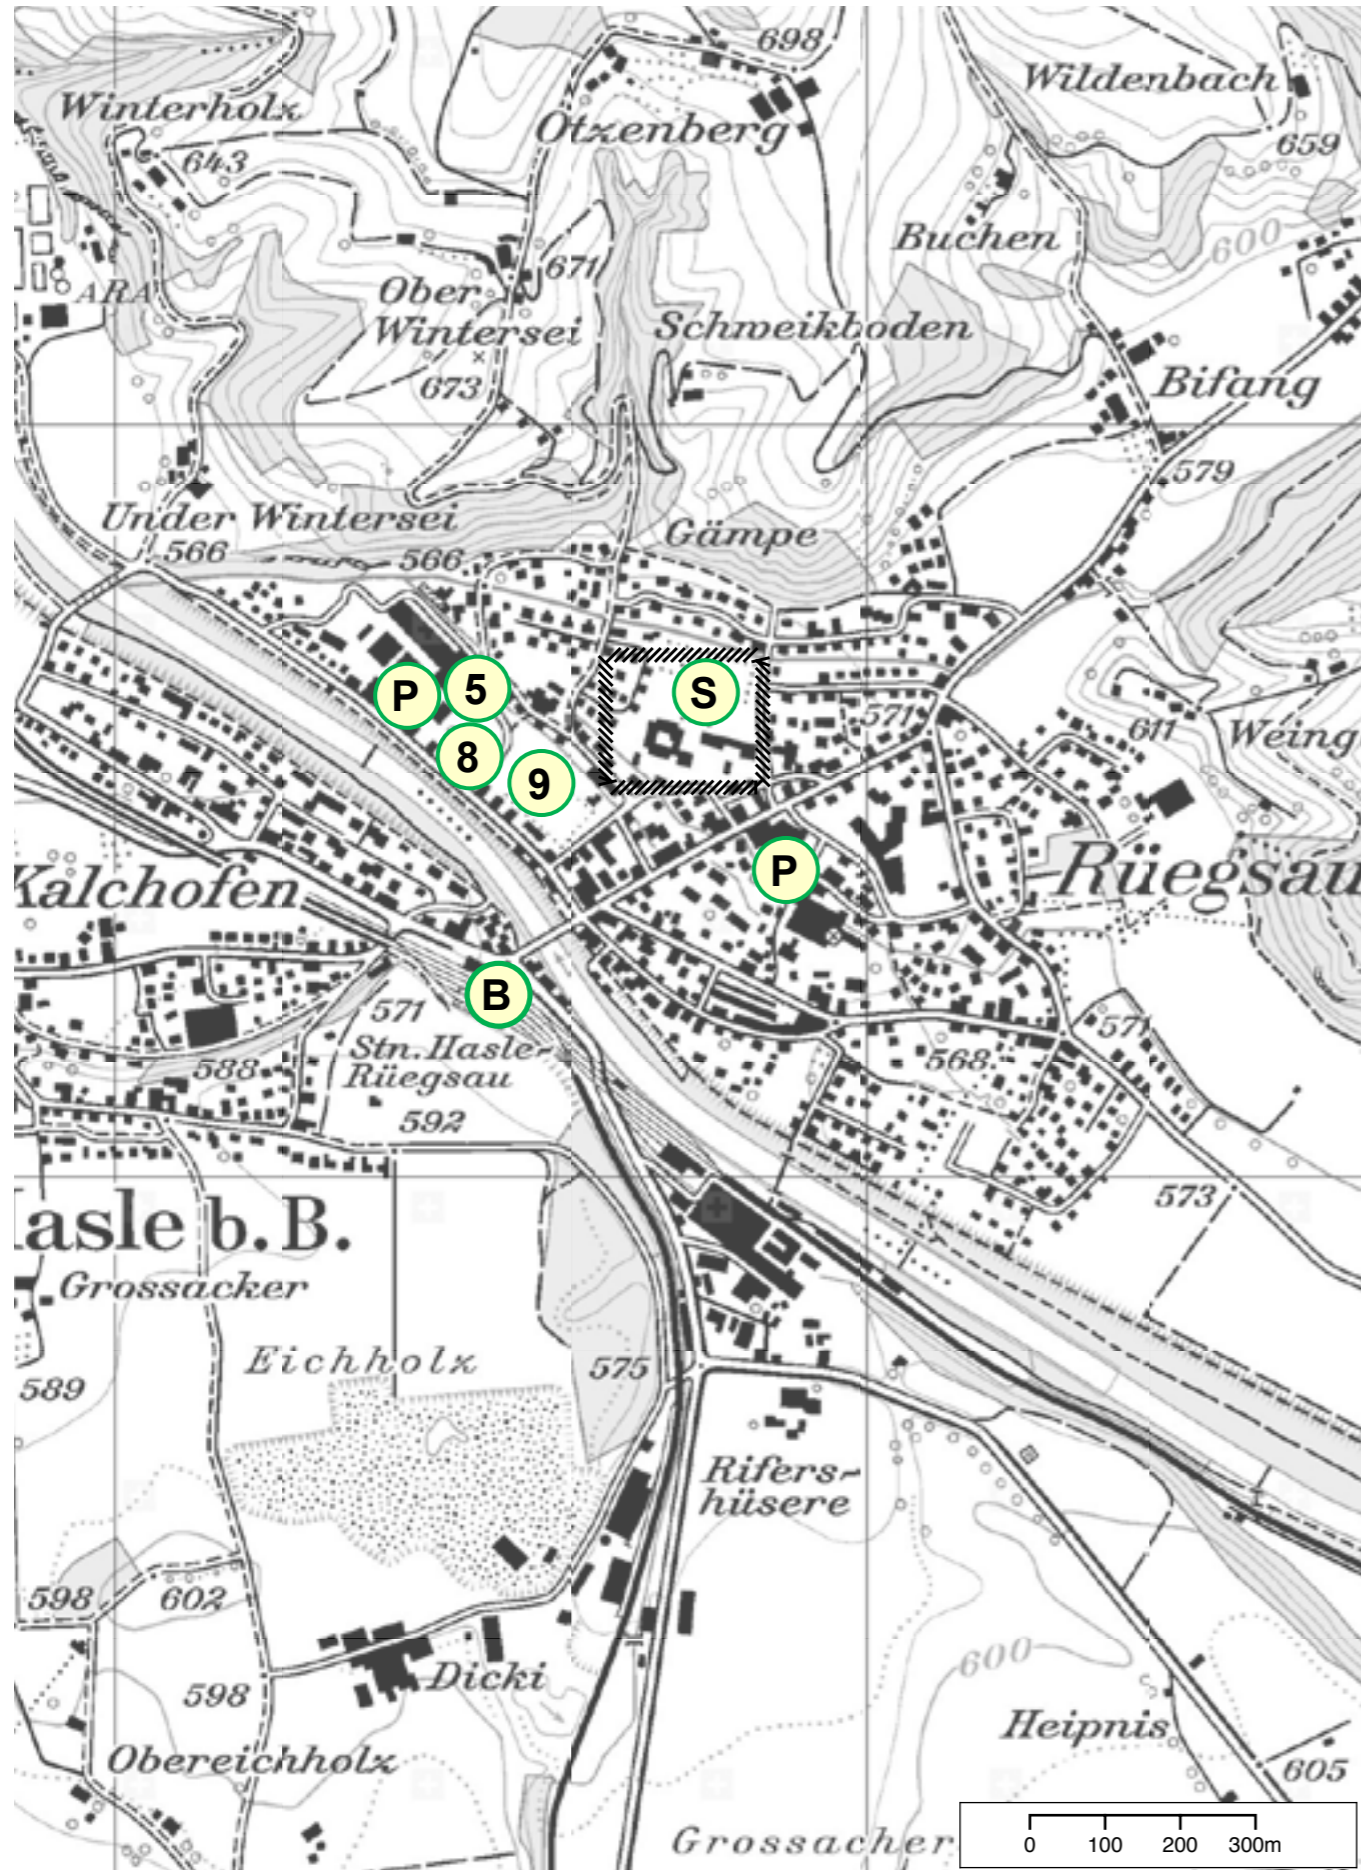 698
Wildenbach
Winterholz
Otzenberg
643
659
Buchen
600
671
ARA
Ober
Wintersei
Schweikboden
673
Bifang
579
Under Wintersei
Gämpe
566
566
P
5
S
571
611
Weing
8
9
P
Ruegsau
Kalchofen
B
571
571
Stn. Hasle-
Rüegsau
588
568
592
573
asle b. B.
Grossacker
Eichholz
575
589
Rifers-
hüsere
598
602
600
Dicki
598
Heipnis
Obereichholz
605
Grossacher
0 100 200 300m